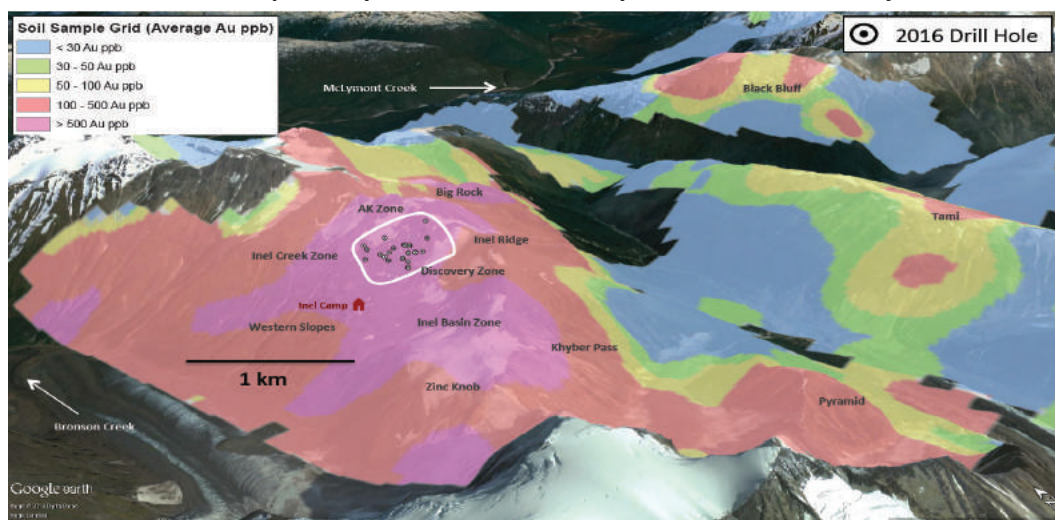 Soil Sample Grid (Average Au ppb)
< 30 Au ppb
30 - 50 Au ppb
50 - 100 Au ppb
100 - 500 Au ppb
> 500 Au ppb
2016 Drill Hole
McLymont Creek
Black Bluff
Big Rock
AK Zone
Tami
Inel Ridge
Inel Creek Zone
Discovery Zone
Inel Camp
Western Slopes
Inel Basin Zone
Khyber Pass
1 km
Zinc Knob
Pyramid
Bronson Creek
Google earth